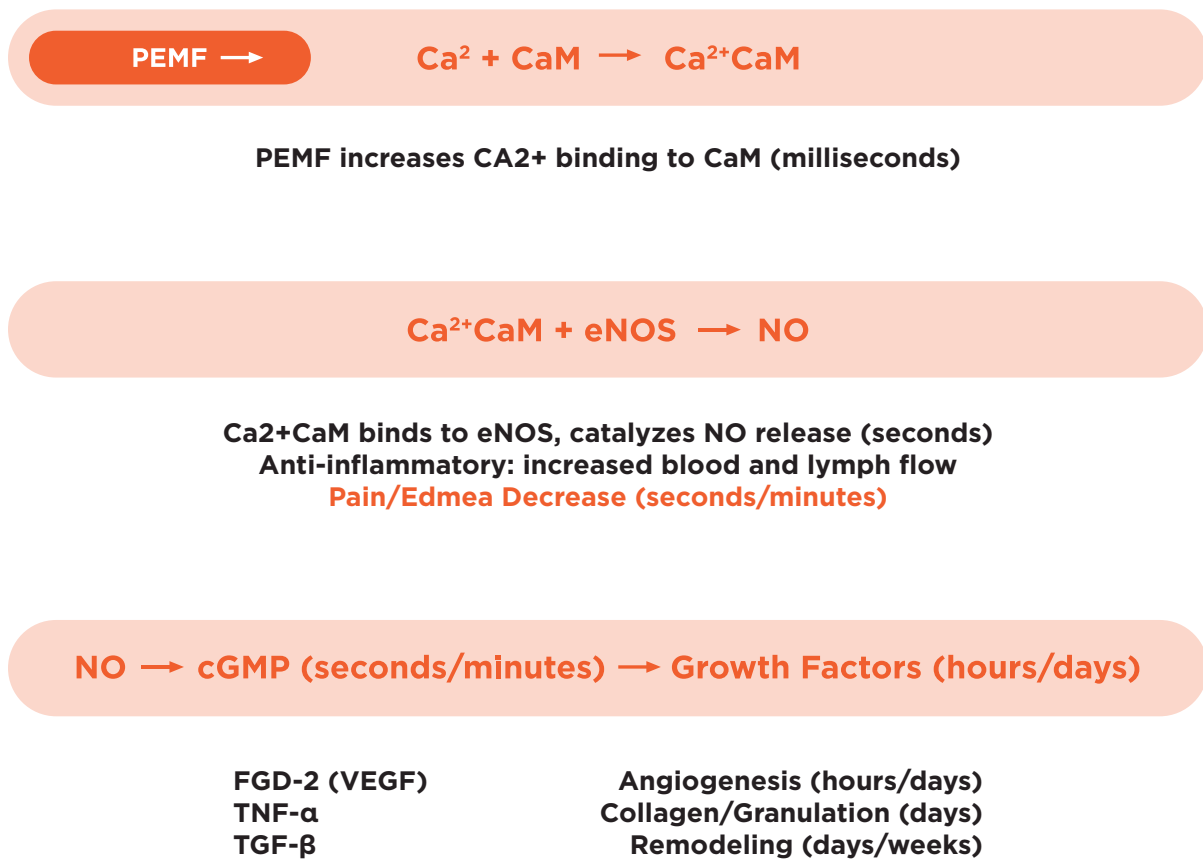 PEMF → Ca² + CaM → Ca²⁺CaM
PEMF increases CA2+ binding to CaM (milliseconds)
Ca²⁺CaM + eNOS → NO
Ca2+CaM binds to eNOS, catalyzes NO release (seconds)
Anti-inflammatory: increased blood and lymph flow
Pain/Edmea Decrease (seconds/minutes)
NO → cGMP (seconds/minutes) → Growth Factors (hours/days)
FGD-2 (VEGF) Angiogenesis (hours/days)
TNF-α Collagen/Granulation (days)
TGF-β Remodeling (days/weeks)